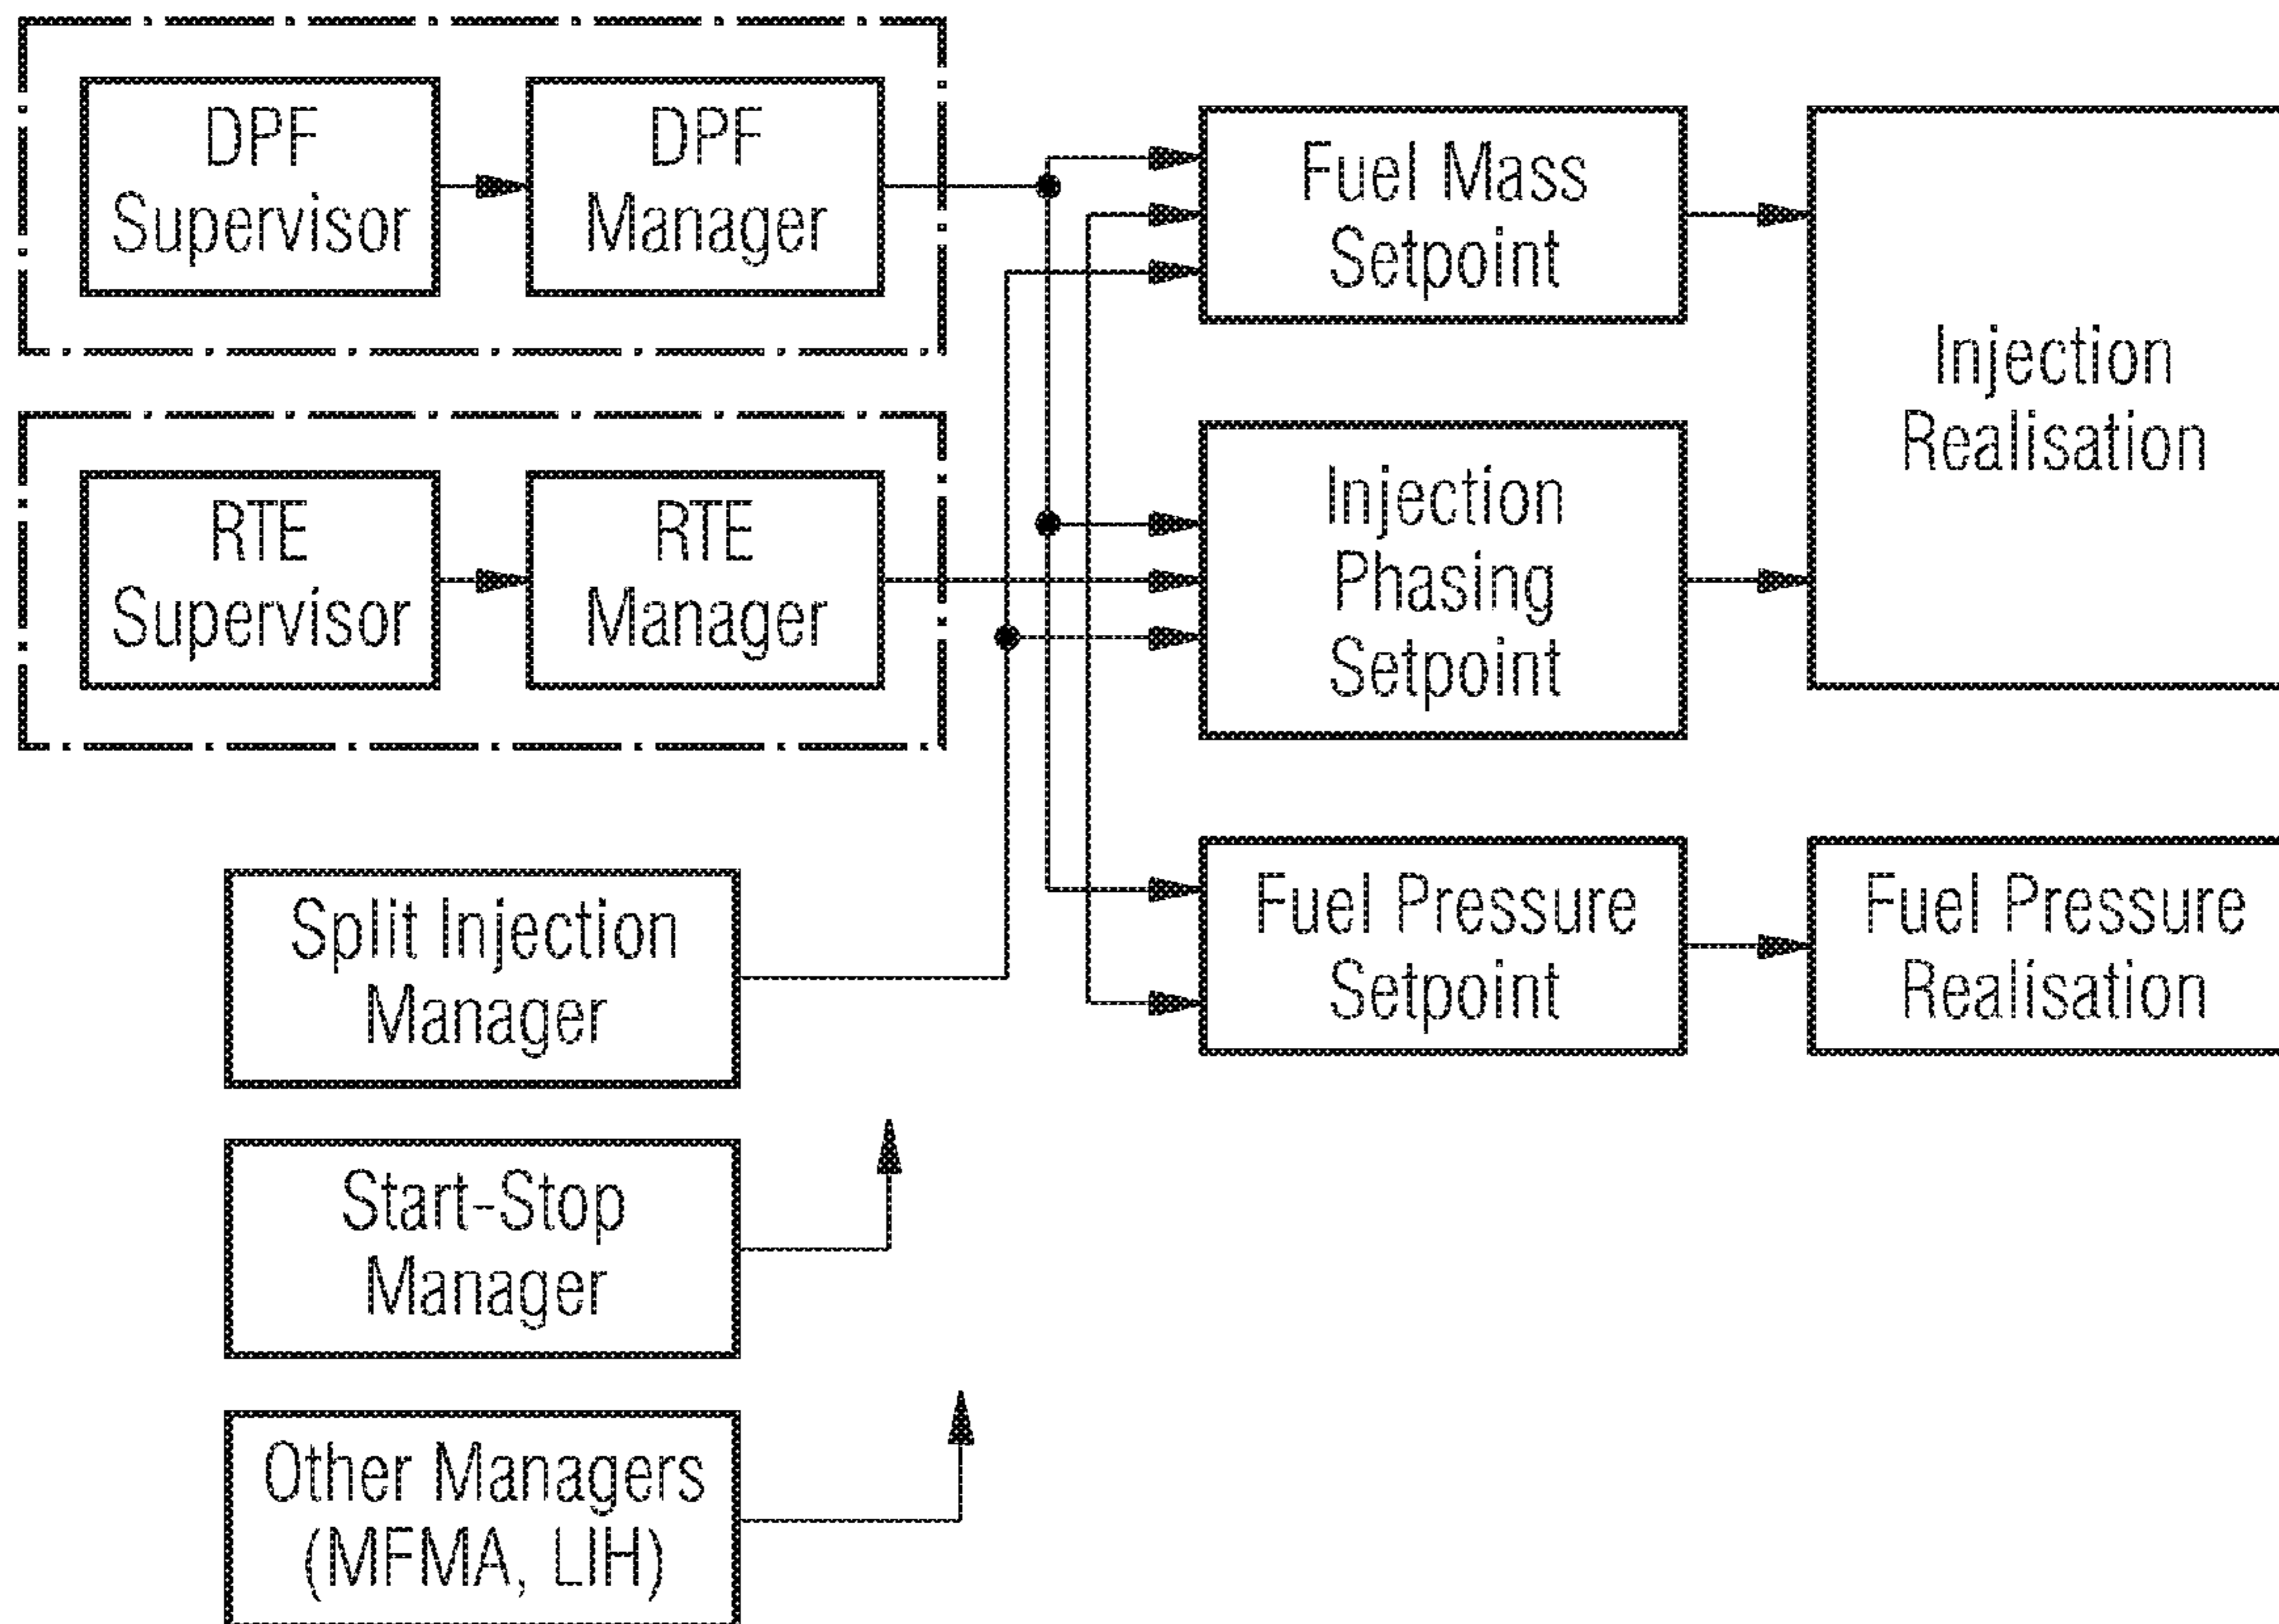 DPF
Supervisor
DPF
Manager
Fuel Mass
Setpoint
Injection
Realisation
RTE
Supervisor
RTE
Manager
Injection
Phasing
Setpoint
Split Injection
Manager
Fuel Pressure
Setpoint
Fuel Pressure
Realisation
Start-Stop
Manager
Other Managers
(MFMA, LIH)